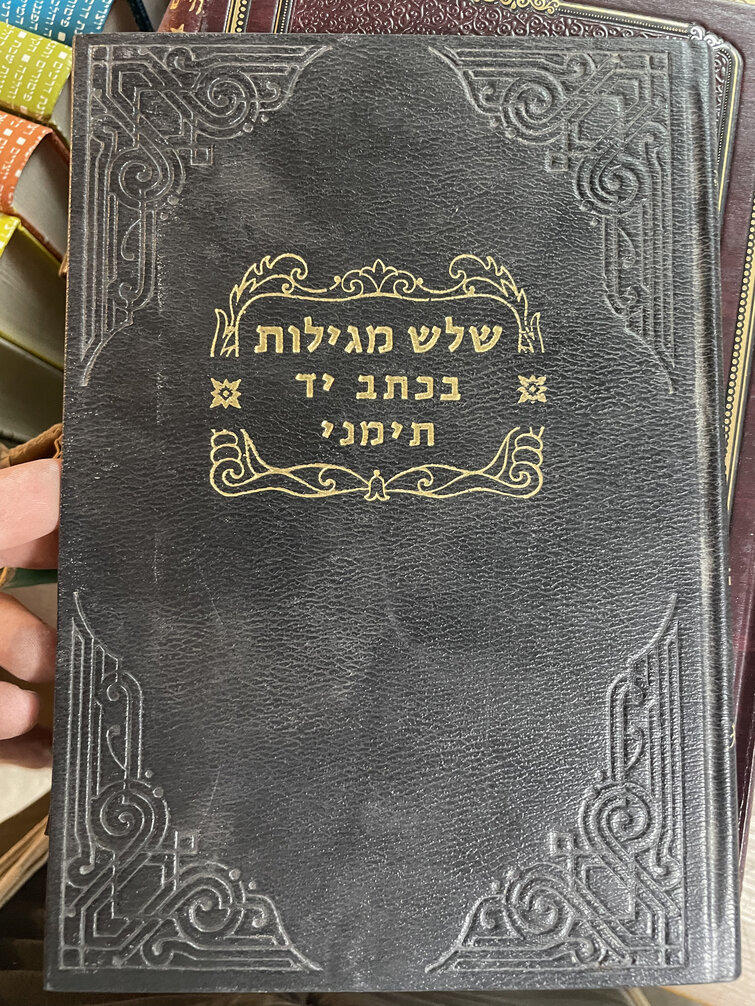 שלש מגילות
בכתב יד
תימני